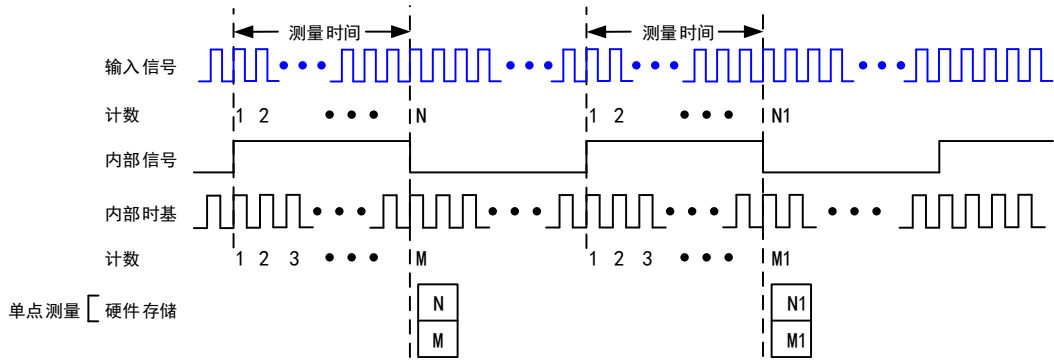 测量时间 测量时间
输入信号
计数 1 2 N 1 2 N1
内部信号
内部时基
计数 1 2 3 M 1 2 3 M1
单点测量 硬件存储 N N1
M M1